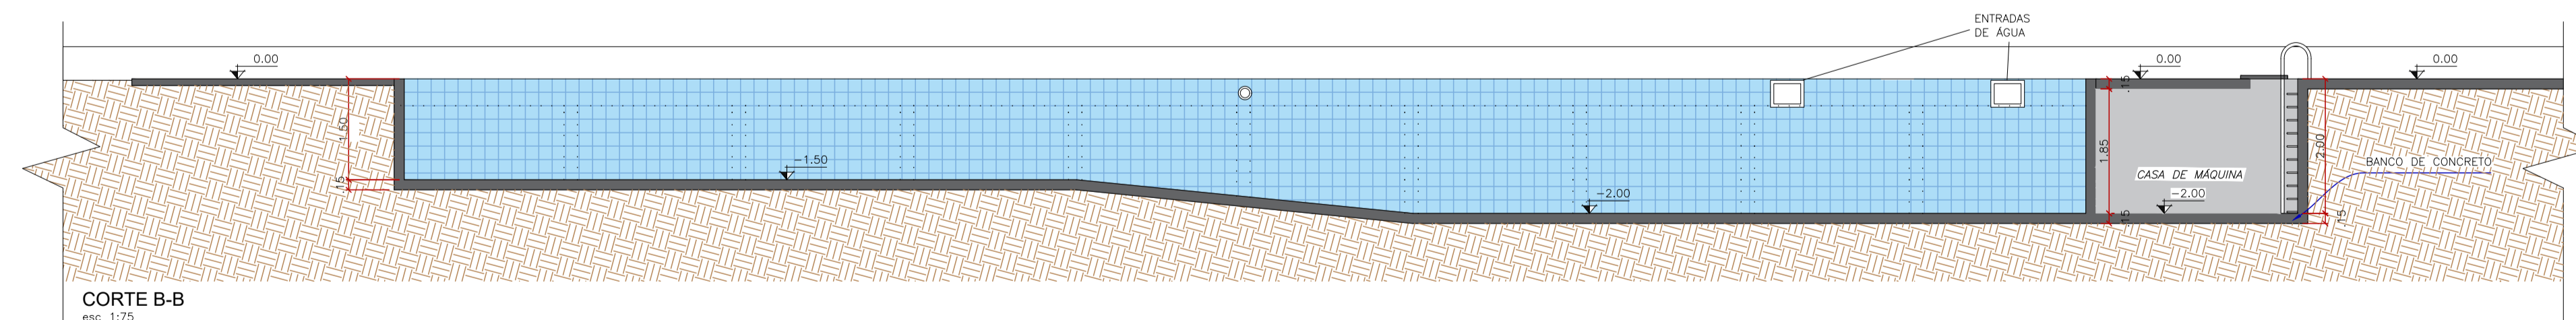 ENTRADAS
DE ÁGUA
0.00
0.00
0.00
.15
1.50
-1.50
.15
1.85
2.00
BANCO DE CONCRETO
CASA DE MÁQUINA
-2.00
-2.00
.15
.15
CORTE B-B
esc 1:75